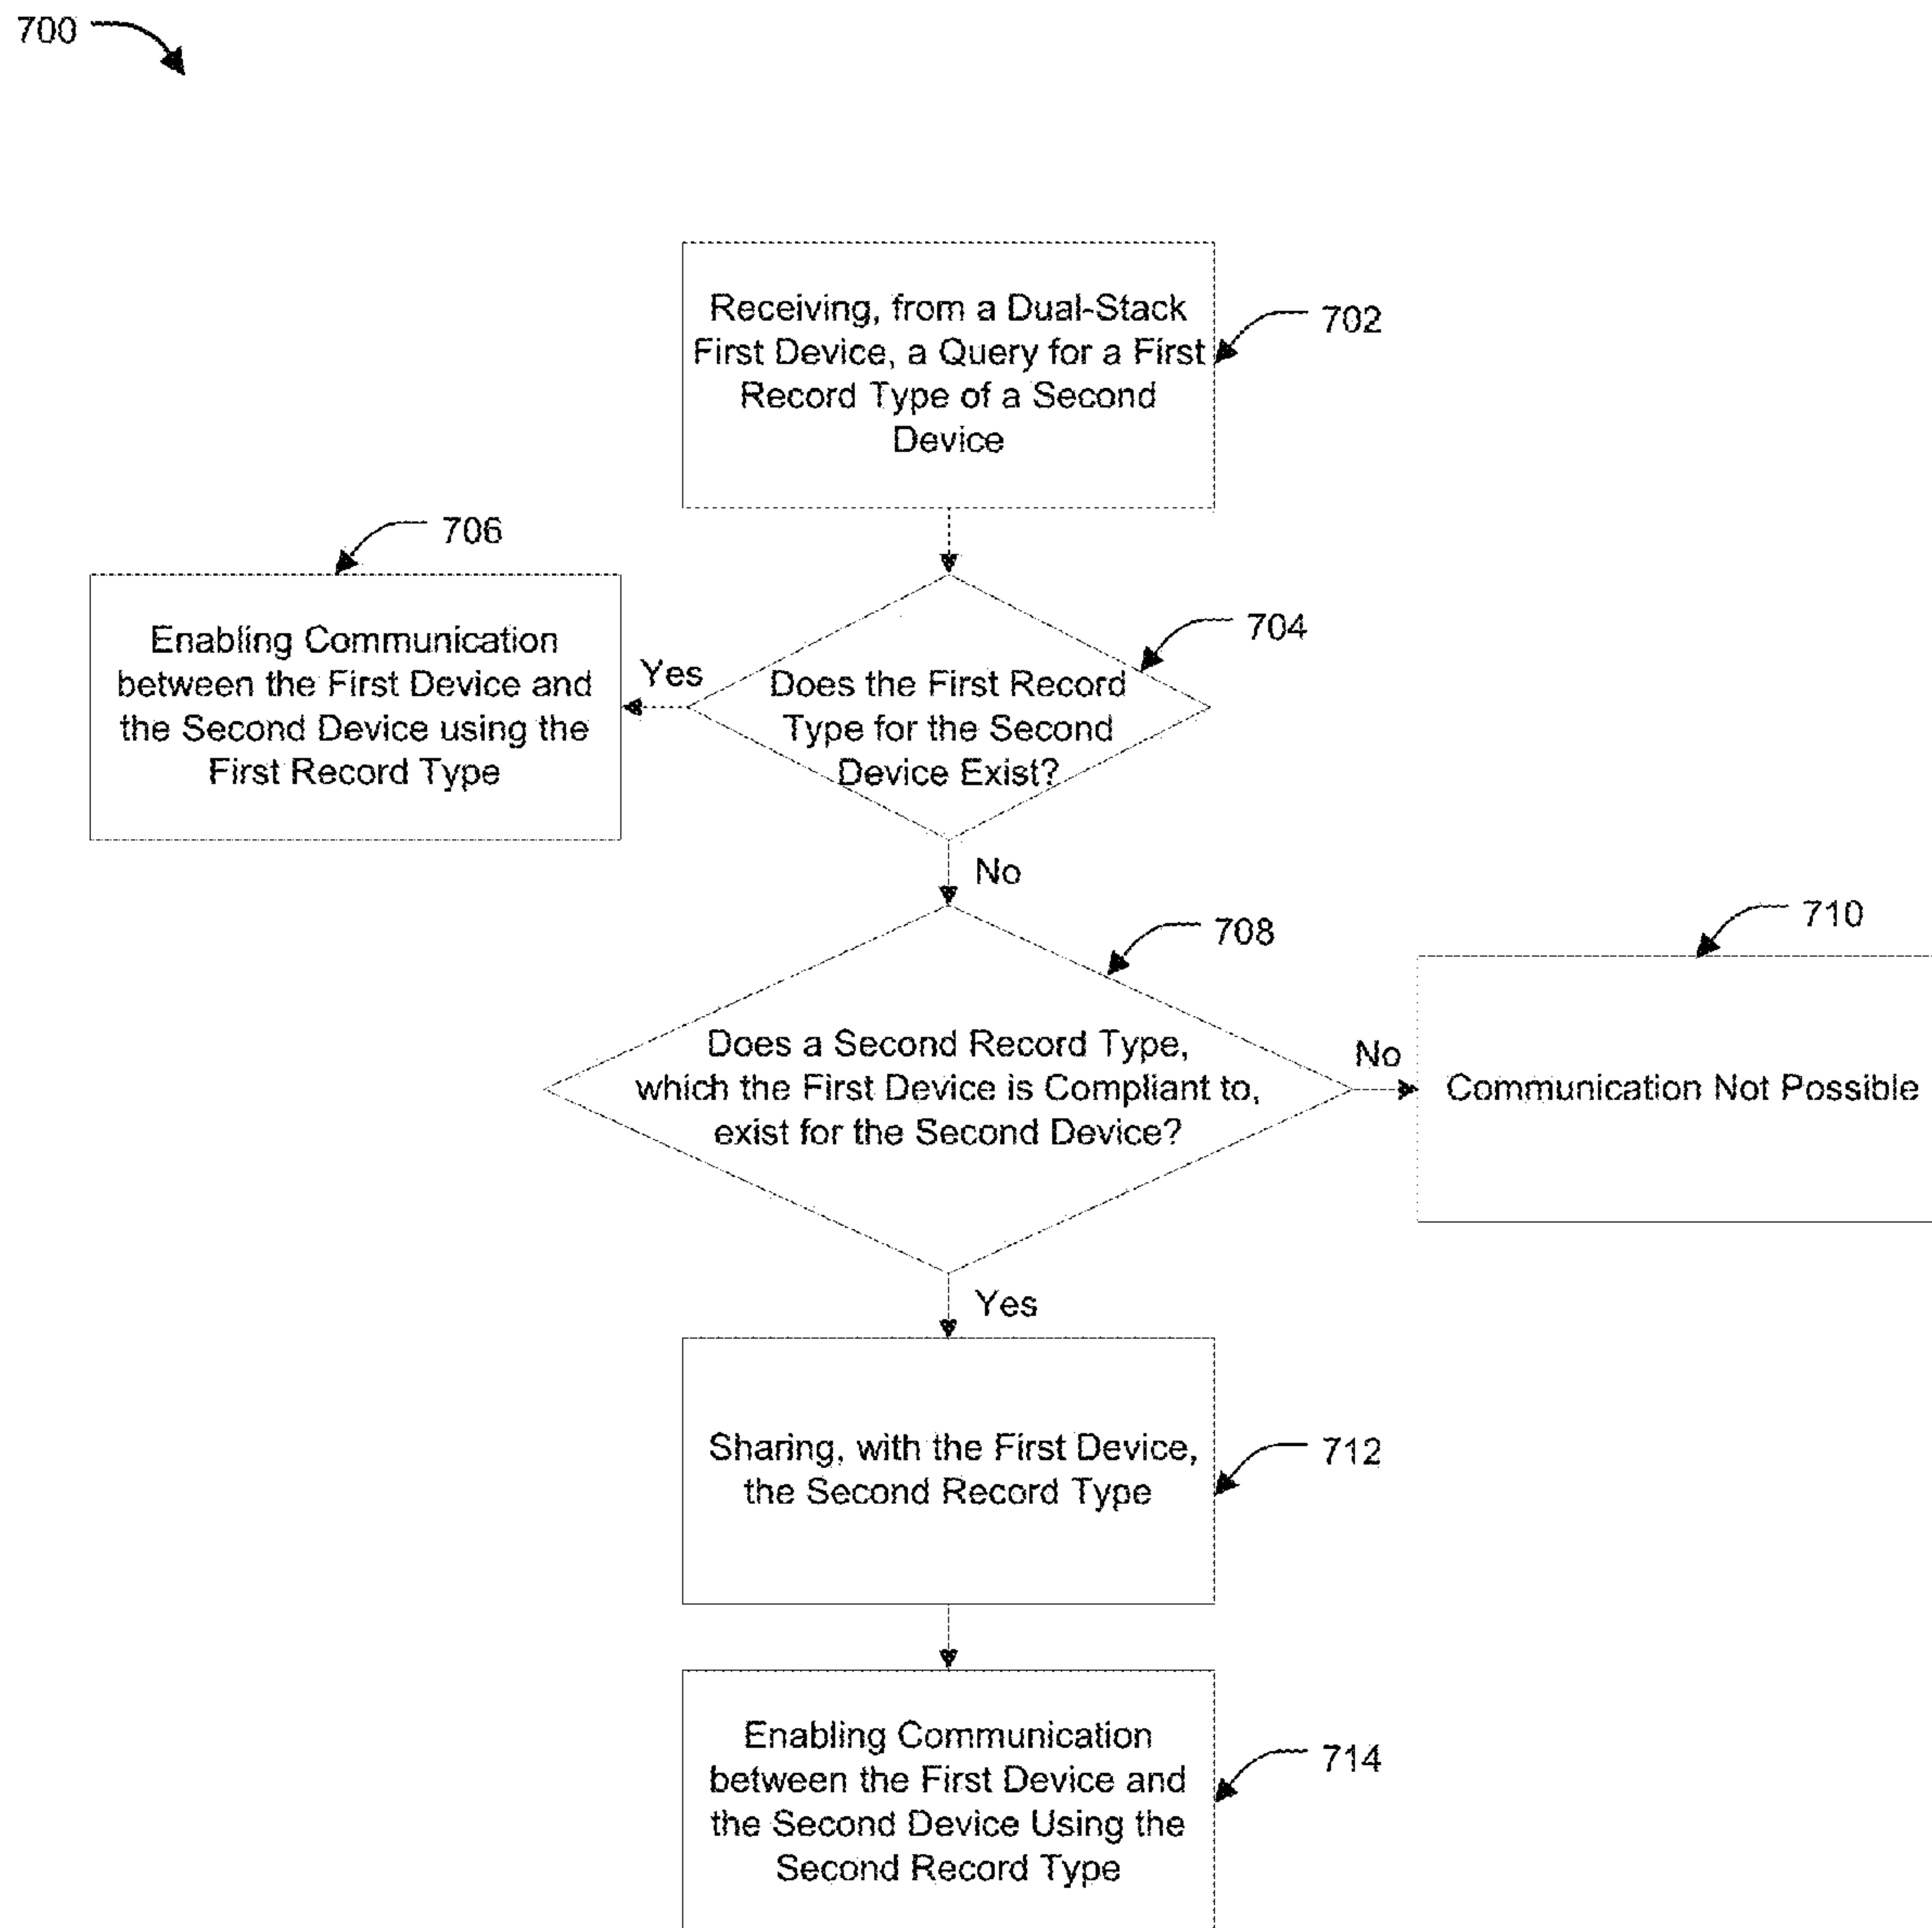 700
Receiving, from a Dual-Stack
First Device, a Query for a First
Record Type of a Second
Device
702
706
Enabling Communication
between the First Device and
the Second Device using the
First Record Type
Yes
704
Does the First Record
Type for the Second
Device Exist?
No
708
Does a Second Record Type,
which the First Device is Compliant to,
exist for the Second Device?
No
710
Communication Not Possible
Yes
Sharing, with the First Device,
the Second Record Type
712
Enabling Communication
between the First Device and
the Second Device Using the
Second Record Type
714